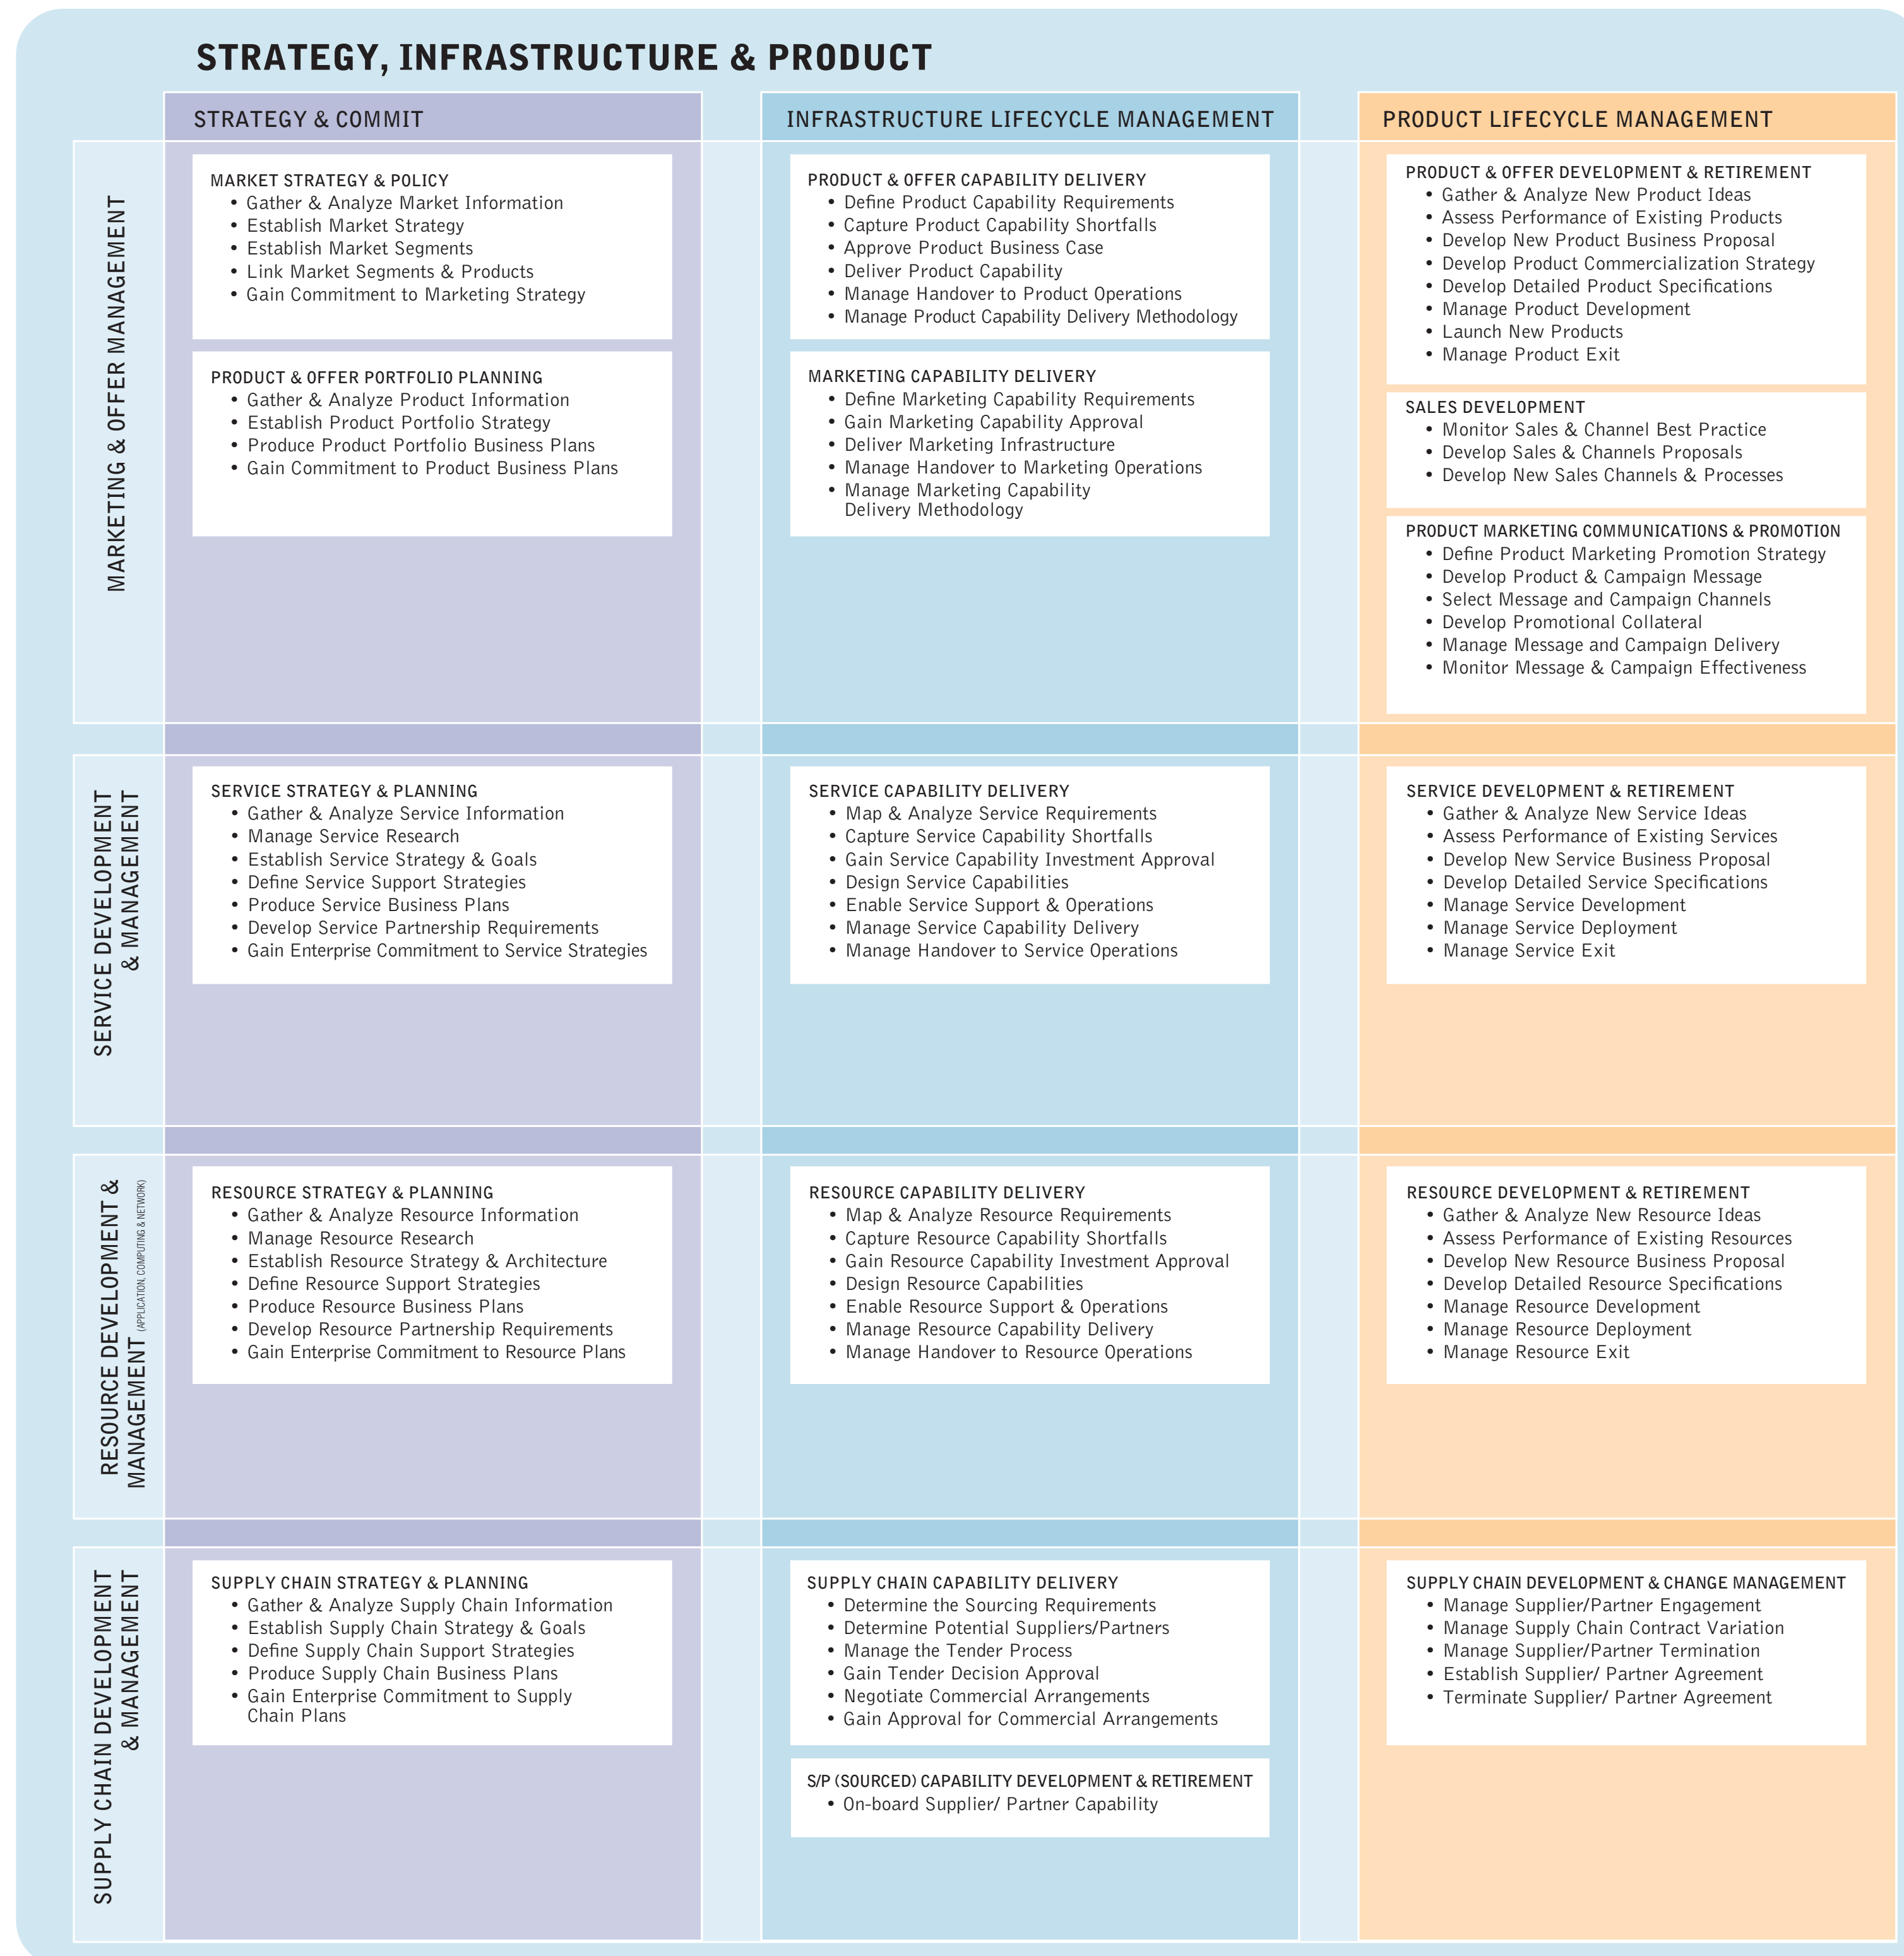 STRATEGY, INFRASTRUCTURE & PRODUCT
STRATEGY & COMMIT
INFRASTRUCTURE LIFECYCLE MANAGEMENT
PRODUCT LIFECYCLE MANAGEMENT
MARKETING & OFFER MANAGEMENT
MARKET STRATEGY & POLICY
• Gather & Analyze Market Information
• Establish Market Strategy
• Establish Market Segments
• Link Market Segments & Products
• Gain Commitment to Marketing Strategy
PRODUCT & OFFER PORTFOLIO PLANNING
• Gather & Analyze Product Information
• Establish Product Portfolio Strategy
• Produce Product Portfolio Business Plans
• Gain Commitment to Product Business Plans
PRODUCT & OFFER CAPABILITY DELIVERY
• Define Product Capability Requirements
• Capture Product Capability Shortfalls
• Approve Product Business Case
• Deliver Product Capability
• Manage Handover to Product Operations
• Manage Product Capability Delivery Methodology
MARKETING CAPABILITY DELIVERY
• Define Marketing Capability Requirements
• Gain Marketing Capability Approval
• Deliver Marketing Infrastructure
• Manage Handover to Marketing Operations
• Manage Marketing Capability
Delivery Methodology
PRODUCT & OFFER DEVELOPMENT & RETIREMENT
• Gather & Analyze New Product Ideas
• Assess Performance of Existing Products
• Develop New Product Business Proposal
• Develop Product Commercialization Strategy
• Develop Detailed Product Specifications
• Manage Product Development
• Launch New Products
• Manage Product Exit
SALES DEVELOPMENT
• Monitor Sales & Channel Best Practice
• Develop Sales & Channels Proposals
• Develop New Sales Channels & Processes
PRODUCT MARKETING COMMUNICATIONS & PROMOTION
• Define Product Marketing Promotion Strategy
• Develop Product & Campaign Message
• Select Message and Campaign Channels
• Develop Promotional Collateral
• Manage Message and Campaign Delivery
• Monitor Message & Campaign Effectiveness
SERVICE DEVELOPMENT
& MANAGEMENT
SERVICE STRATEGY & PLANNING
• Gather & Analyze Service Information
• Manage Service Research
• Establish Service Strategy & Goals
• Define Service Support Strategies
• Produce Service Business Plans
• Develop Service Partnership Requirements
• Gain Enterprise Commitment to Service Strategies
SERVICE CAPABILITY DELIVERY
• Map & Analyze Service Requirements
• Capture Service Capability Shortfalls
• Gain Service Capability Investment Approval
• Design Service Capabilities
• Enable Service Support & Operations
• Manage Service Capability Delivery
• Manage Handover to Service Operations
SERVICE DEVELOPMENT & RETIREMENT
• Gather & Analyze New Service Ideas
• Assess Performance of Existing Services
• Develop New Service Business Proposal
• Develop Detailed Service Specifications
• Manage Service Development
• Manage Service Deployment
• Manage Service Exit
RESOURCE DEVELOPMENT &
MANAGEMENT (APPLICATION, COMPUTING & NETWORK)
RESOURCE STRATEGY & PLANNING
• Gather & Analyze Resource Information
• Manage Resource Research
• Establish Resource Strategy & Architecture
• Define Resource Support Strategies
• Produce Resource Business Plans
• Develop Resource Partnership Requirements
• Gain Enterprise Commitment to Resource Plans
RESOURCE CAPABILITY DELIVERY
• Map & Analyze Resource Requirements
• Capture Resource Capability Shortfalls
• Gain Resource Capability Investment Approval
• Design Resource Capabilities
• Enable Resource Support & Operations
• Manage Resource Capability Delivery
• Manage Handover to Resource Operations
RESOURCE DEVELOPMENT & RETIREMENT
• Gather & Analyze New Resource Ideas
• Assess Performance of Existing Resources
• Develop New Resource Business Proposal
• Develop Detailed Resource Specifications
• Manage Resource Development
• Manage Resource Deployment
• Manage Resource Exit
SUPPLY CHAIN DEVELOPMENT
& MANAGEMENT
SUPPLY CHAIN STRATEGY & PLANNING
• Gather & Analyze Supply Chain Information
• Establish Supply Chain Strategy & Goals
• Define Supply Chain Support Strategies
• Produce Supply Chain Business Plans
• Gain Enterprise Commitment to Supply
Chain Plans
SUPPLY CHAIN CAPABILITY DELIVERY
• Determine the Sourcing Requirements
• Determine Potential Suppliers/Partners
• Manage the Tender Process
• Gain Tender Decision Approval
• Negotiate Commercial Arrangements
• Gain Approval for Commercial Arrangements
S/P (SOURCED) CAPABILITY DEVELOPMENT & RETIREMENT
• On-board Supplier/ Partner Capability
SUPPLY CHAIN DEVELOPMENT & CHANGE MANAGEMENT
• Manage Supplier/Partner Engagement
• Manage Supply Chain Contract Variation
• Manage Supplier/Partner Termination
• Establish Supplier/ Partner Agreement
• Terminate Supplier/ Partner Agreement